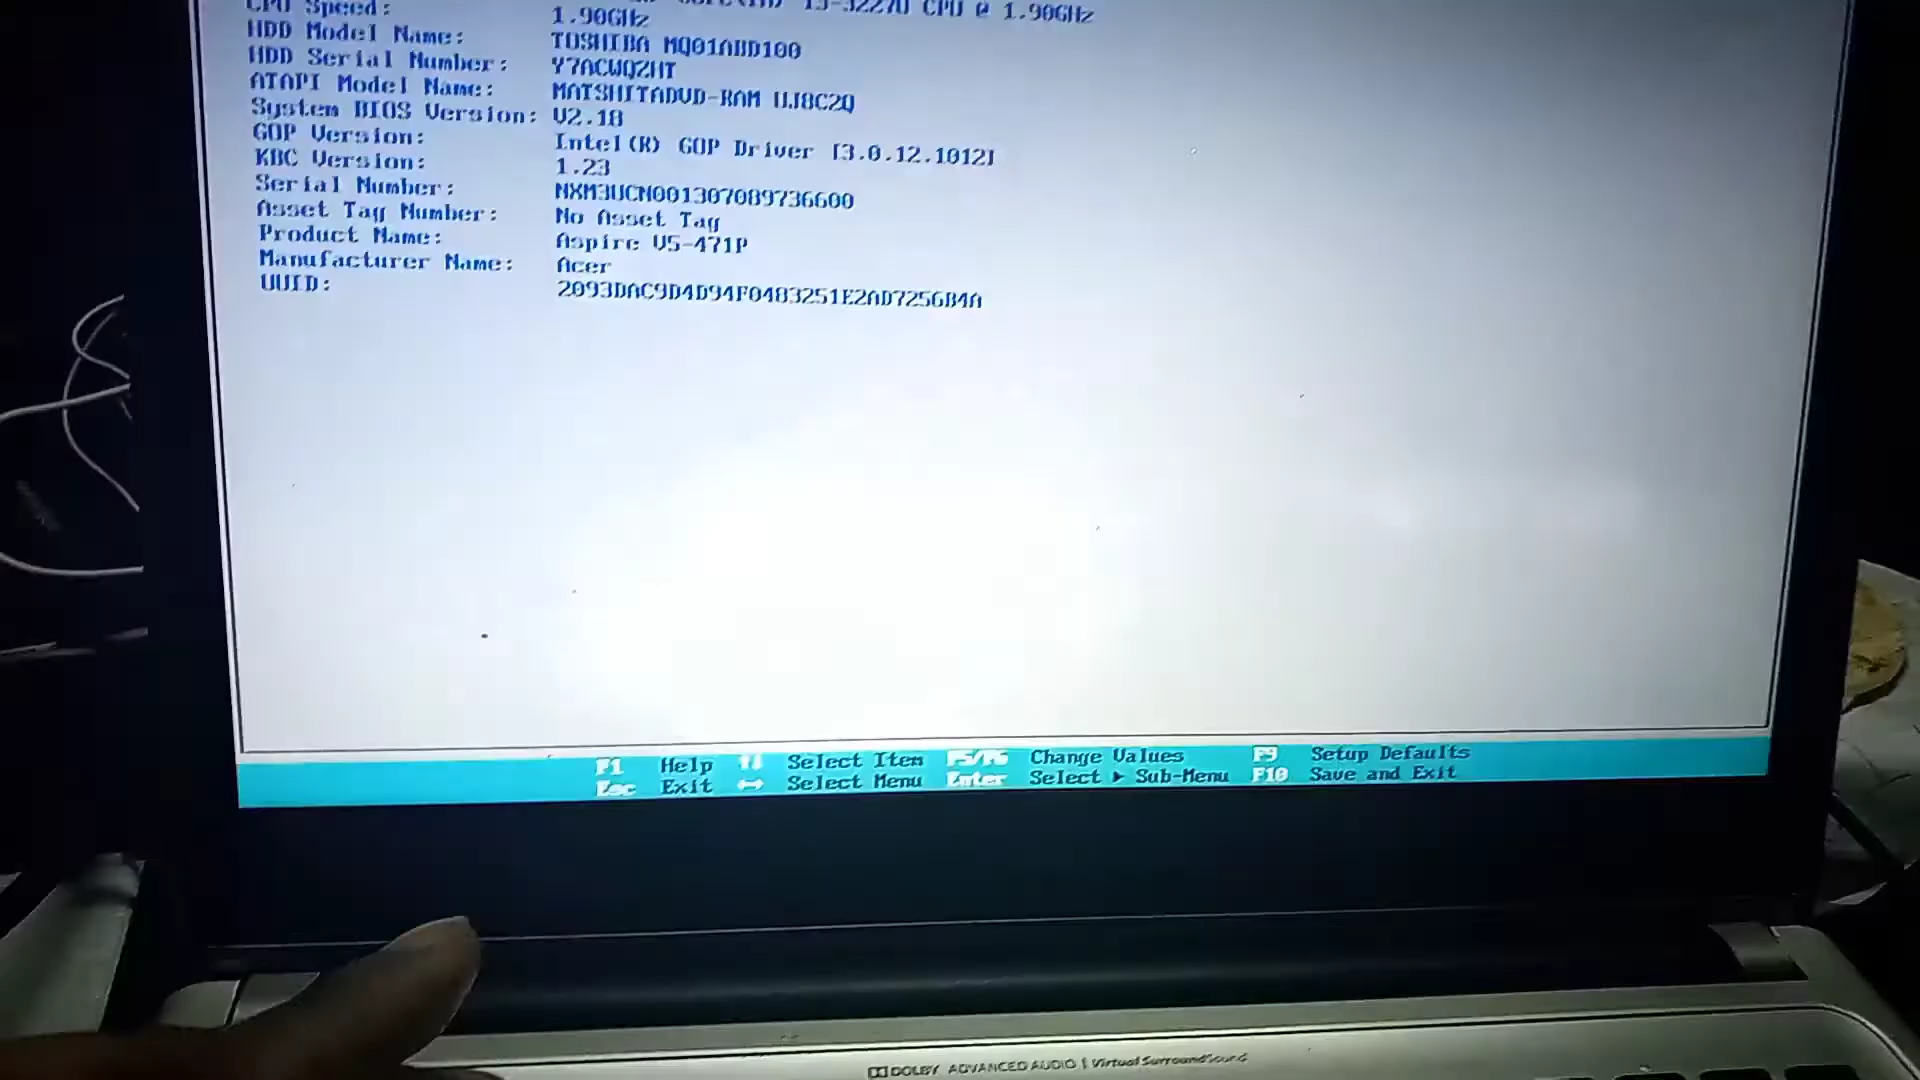 CPU Speed: 1.90GHz
HDD Model Name: TOSHIBA MQ01ABD100
HDD Serial Number: Y7ACWQZHT
ATAPI Model Name: MATSHITADVD-RAM UJ8C2Q
System BIOS Version: V2.18
GOP Version: Intel(R) GOP Driver [3.0.12.1012]
KBC Version: 1.23
Serial Number: NXM3UCN001307089736600
Asset Tag Number: No Asset Tag
Product Name: Aspire V5-471P
Manufacturer Name: Acer
UUID: 2093DAC9D4D94F0483251E2AD7256B4A
F1 Help ↑↓ Select Item F5/F6 Change Values F9 Setup Defaults
Esc Exit ↔ Select Menu Enter Select ▶ Sub-Menu F10 Save and Exit
DOLBY ADVANCED AUDIO | Virtual SurroundSound